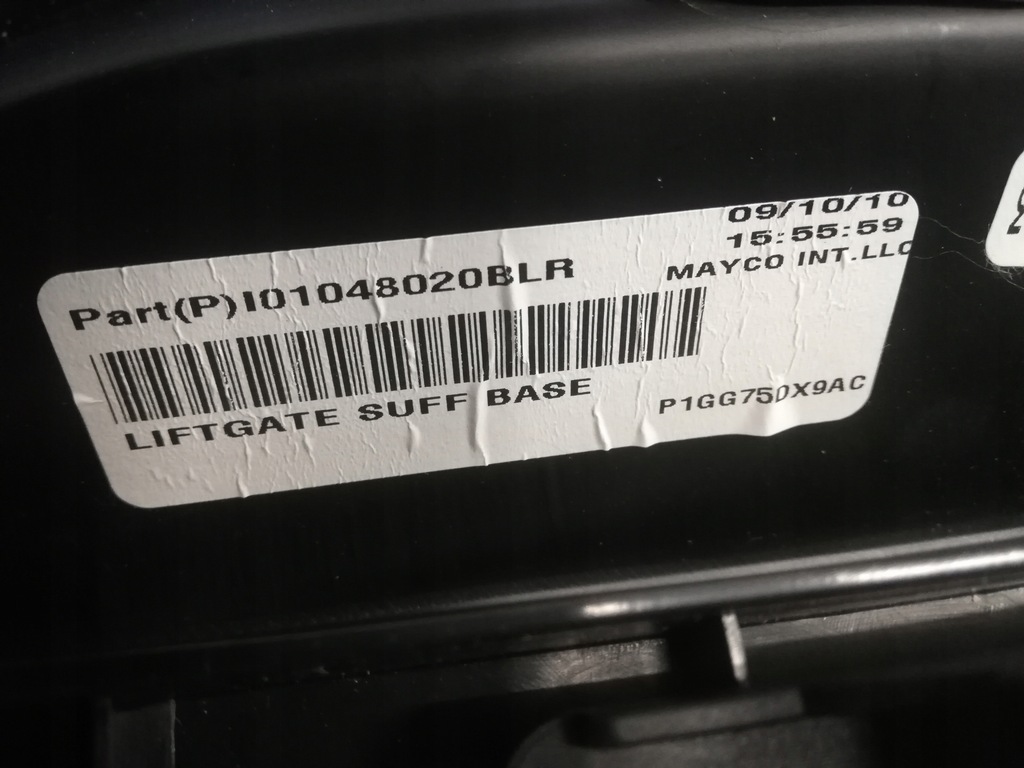 09/10/10
15:55:59
MAYCO INT.LLC
Part(P)I01048020BLR
LIFTGATE SUFF BASE
P1GG750X9AC